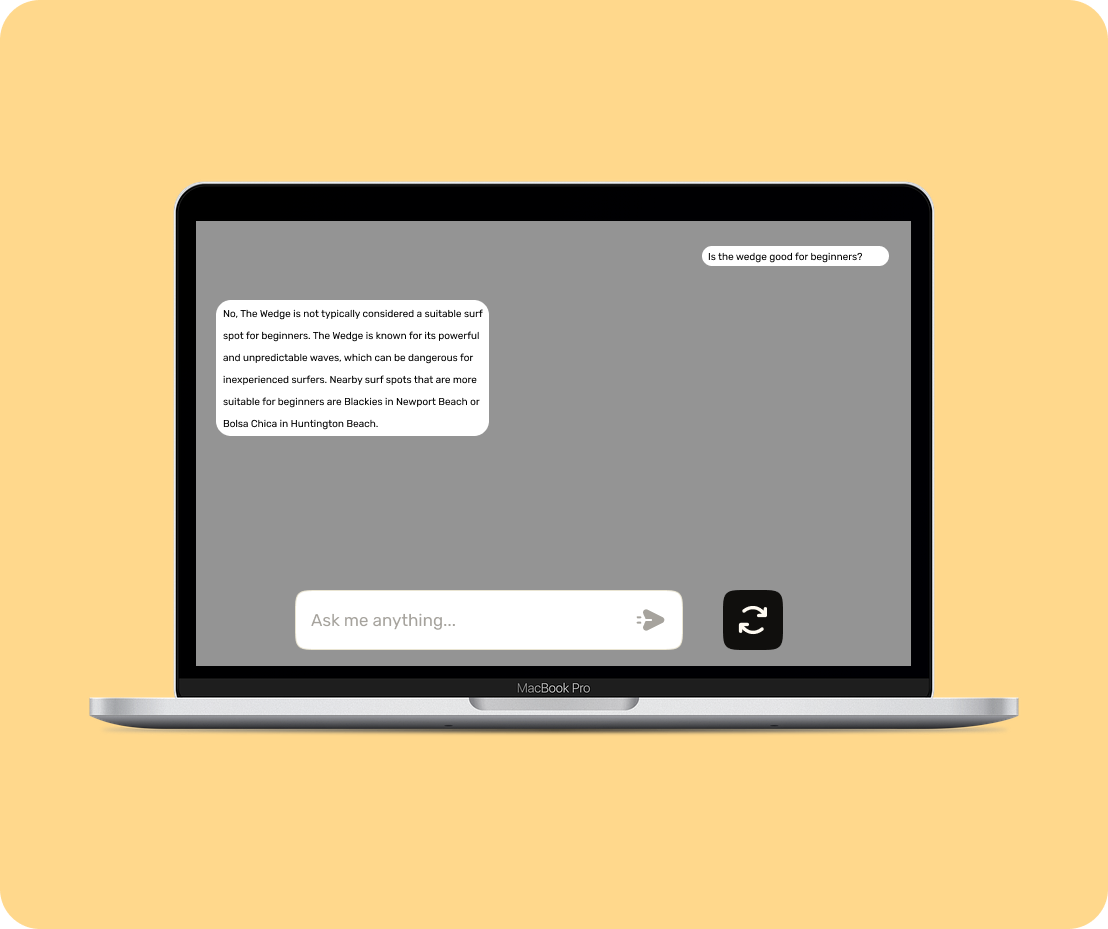 Is the wedge good for beginners?
No, The Wedge is not typically considered a suitable surf
spot for beginners. The Wedge is known for its powerful
and unpredictable waves, which can be dangerous for
inexperienced surfers. Nearby surf spots that are more
suitable for beginners are Blackies in Newport Beach or
Bolsa Chica in Huntington Beach.
Ask me anything...
MacBook Pro